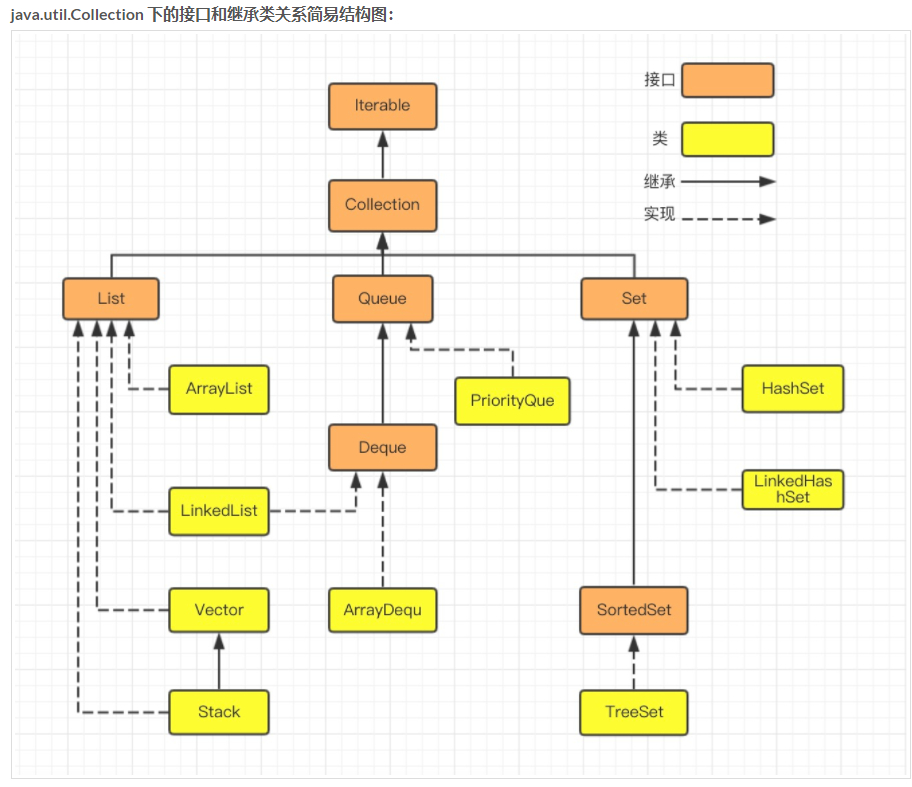 java.util.Collection 下的接口和继承类关系简易结构图：
接口
Iterable
类
继承
Collection
实现
List
Queue
Set
ArrayList
PriorityQue
HashSet
Deque
LinkedList
LinkedHas
hSet
Vector
ArrayDequ
SortedSet
Stack
TreeSet